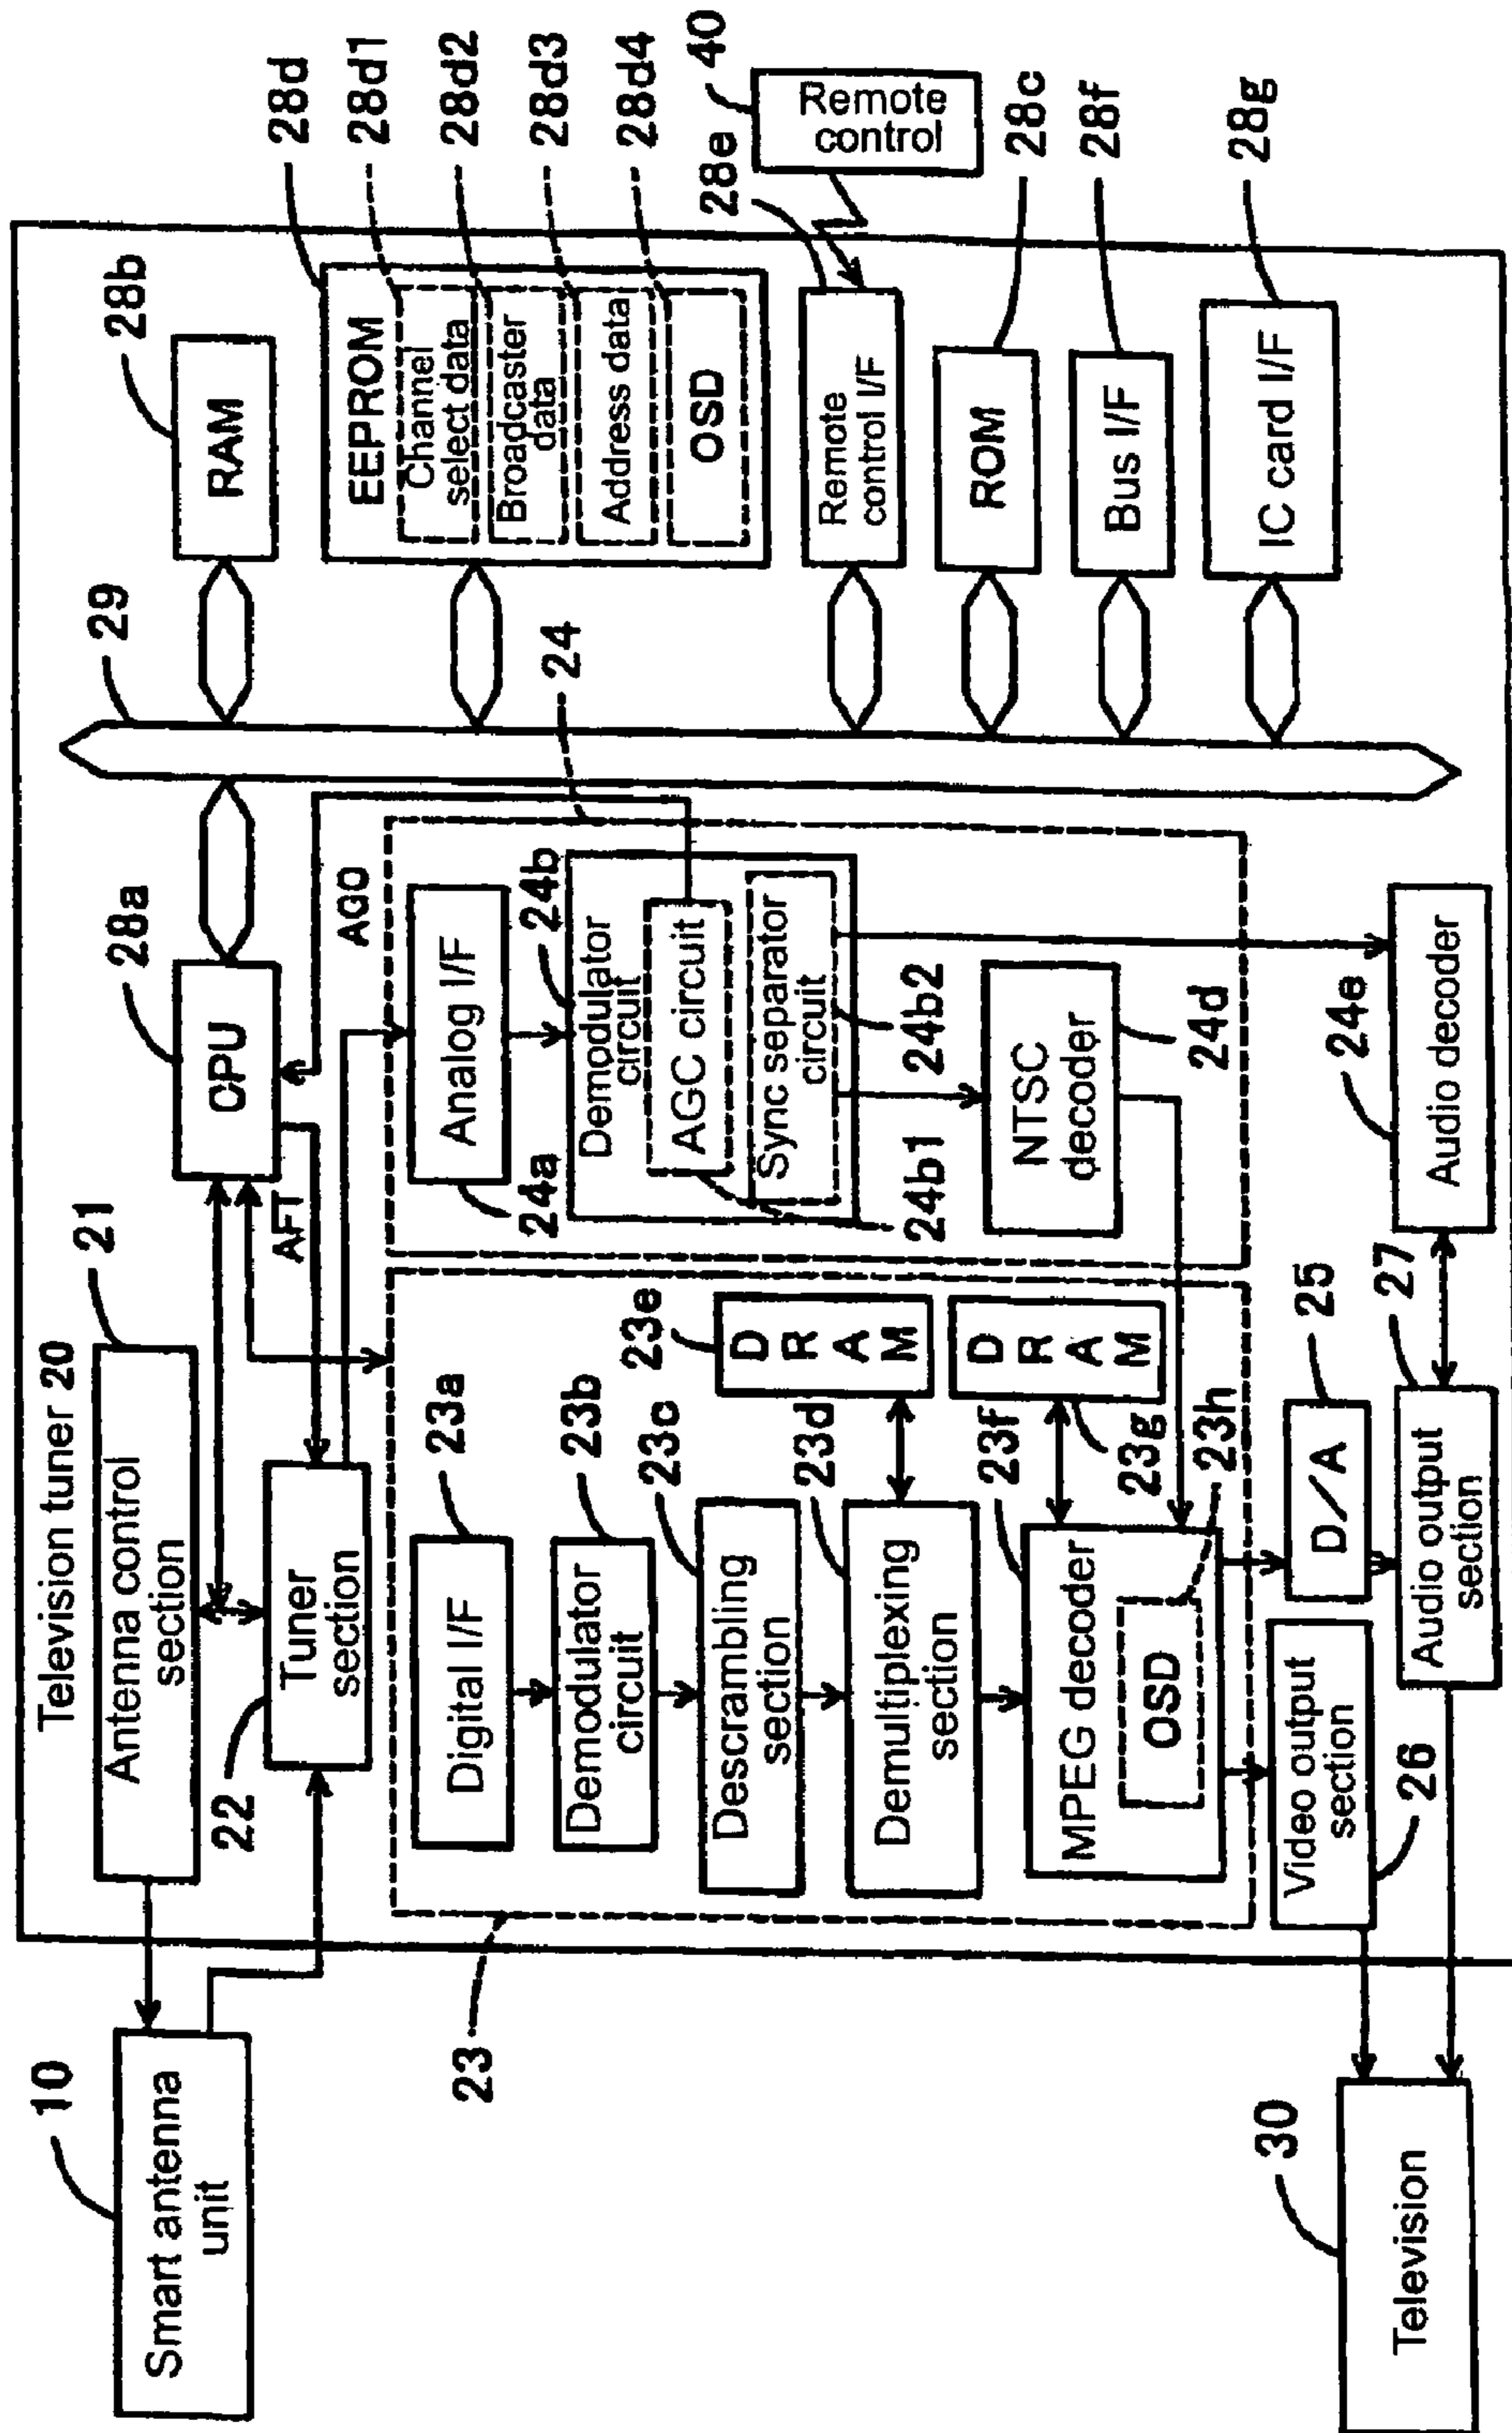 10
Smart antenna
unit
Television tuner 20
21
Antenna control
section
22
Tuner
section
AFT
28a
CPU
AGO
29
28b
RAM
28d
EEPROM
28d1
Channel
select data
28d2
Broadcaster
data
28d3
Address data
28d4
OSD
28e
Remote
control I/F
40
Remote
control
28c
ROM
28f
Bus I/F
28g
IC card I/F
23
23a
Digital I/F
23b
Demodulator
circuit
23c
Descrambling
section
23d
Demultiplexing
section
23e
DRAM
23f
MPEG decoder
23g
DRAM
23h
OSD
24
24a
Analog I/F
24b
Demodulator
circuit
AGC circuit
24b1
Sync separator
circuit
24b2
NTSC
decoder
24d
24e
Audio decoder
25
D/A
Video output
section
26
27
Audio output
section
30
Television